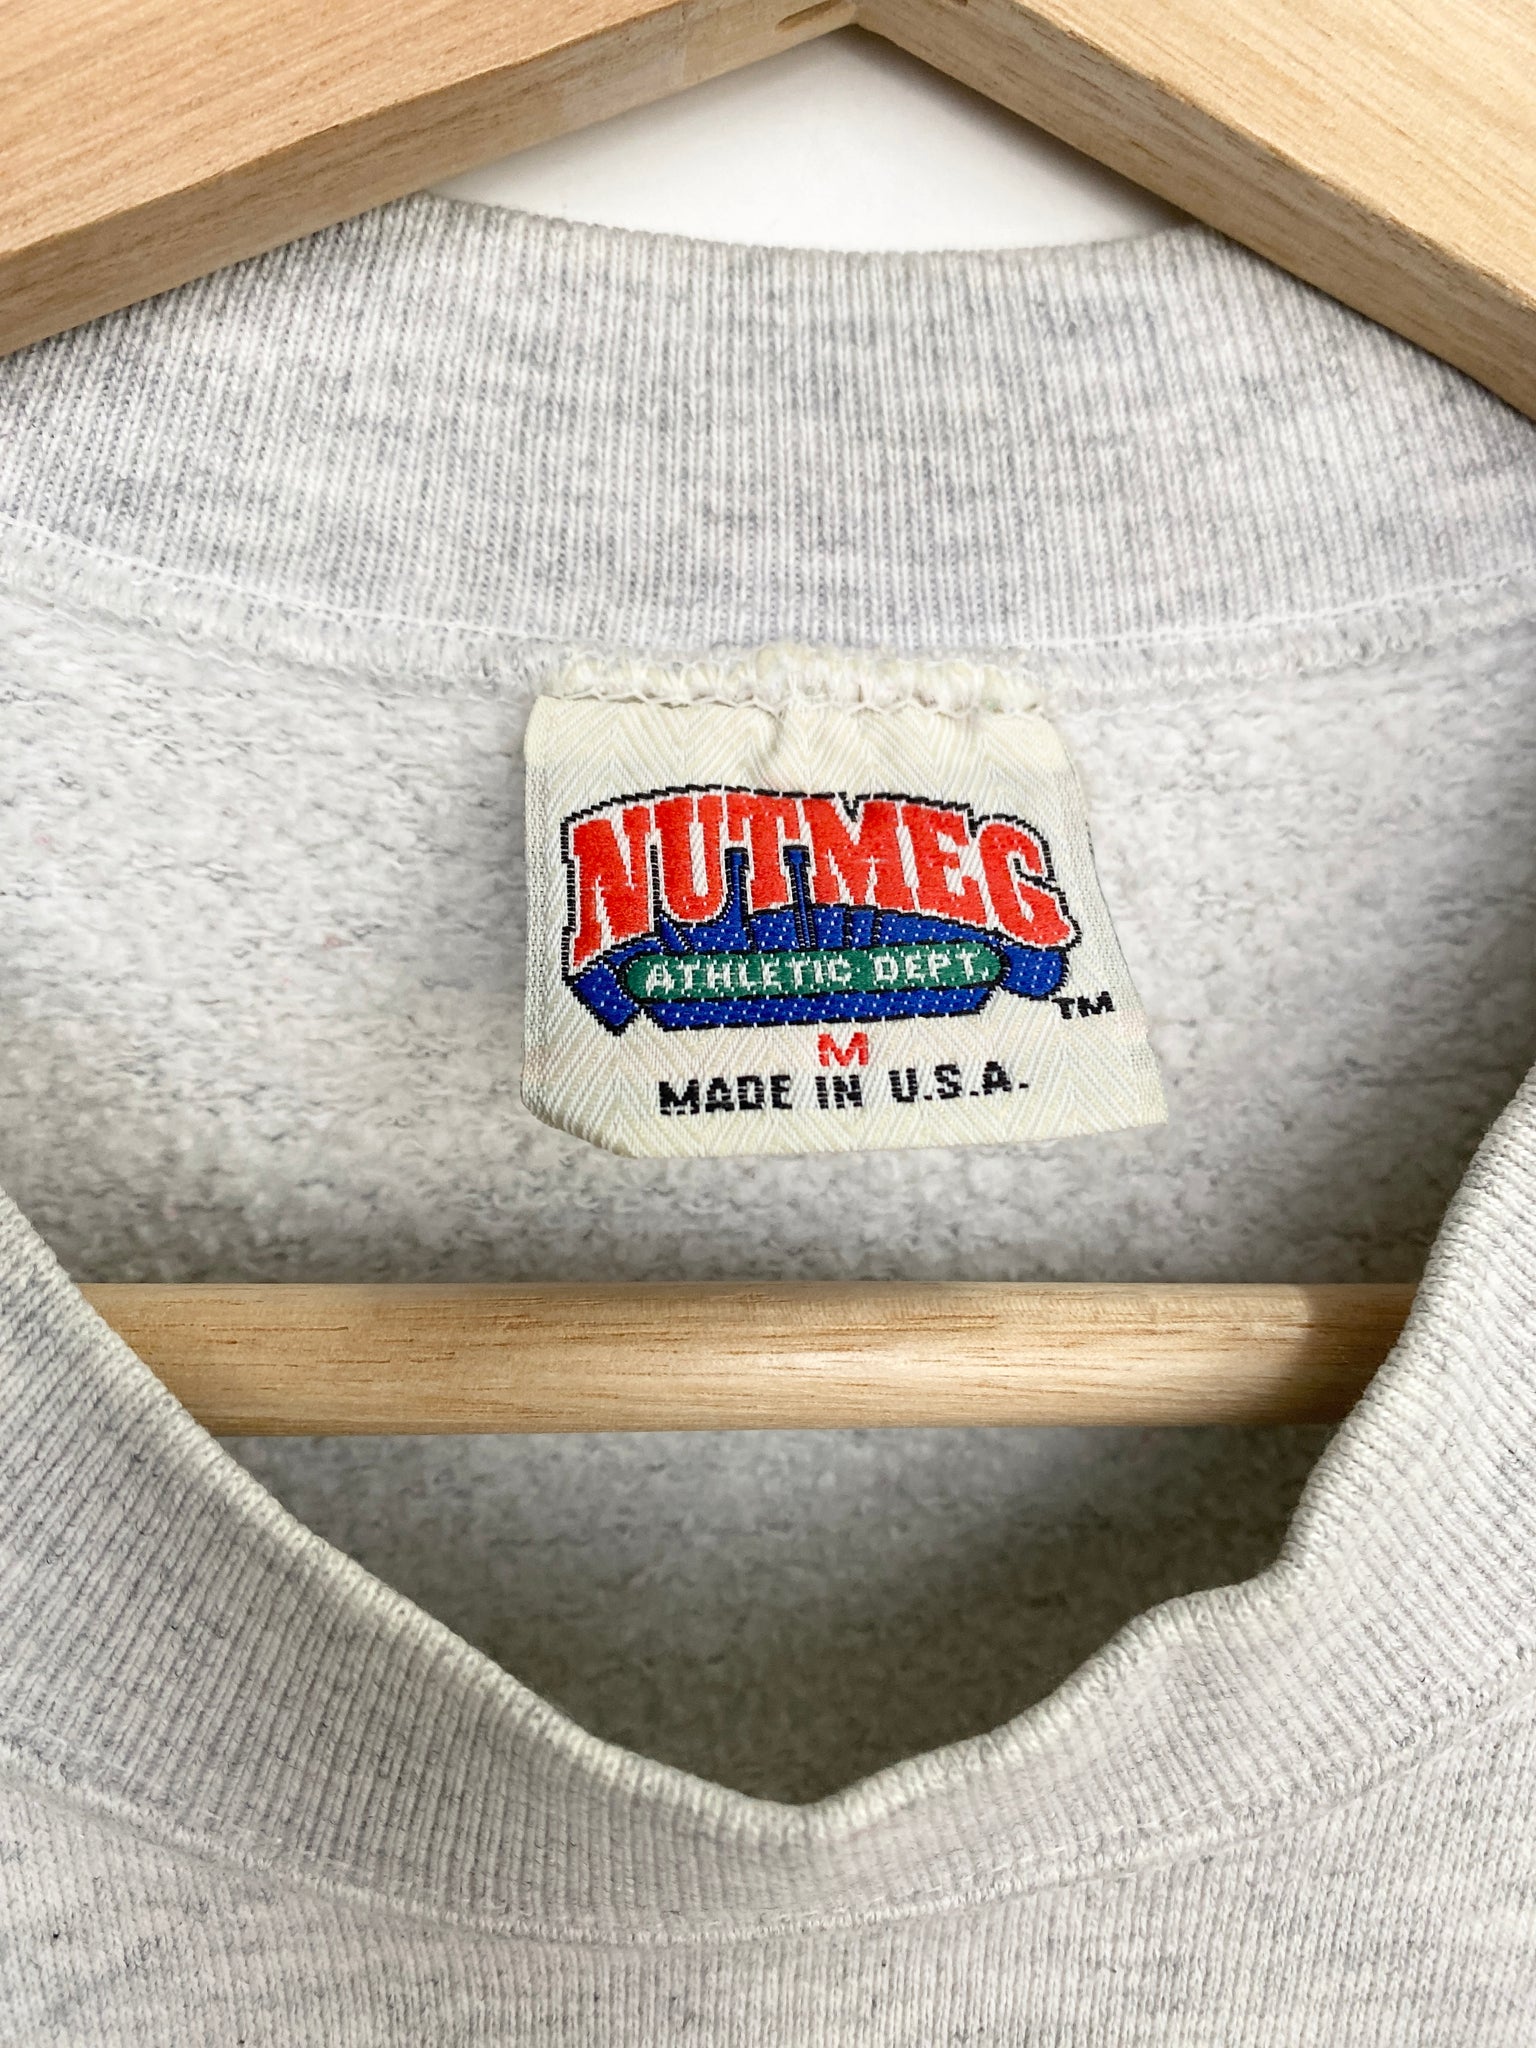 NUTMEG
ATHLETIC DEPT.
TM
M
MADE IN U.S.A.